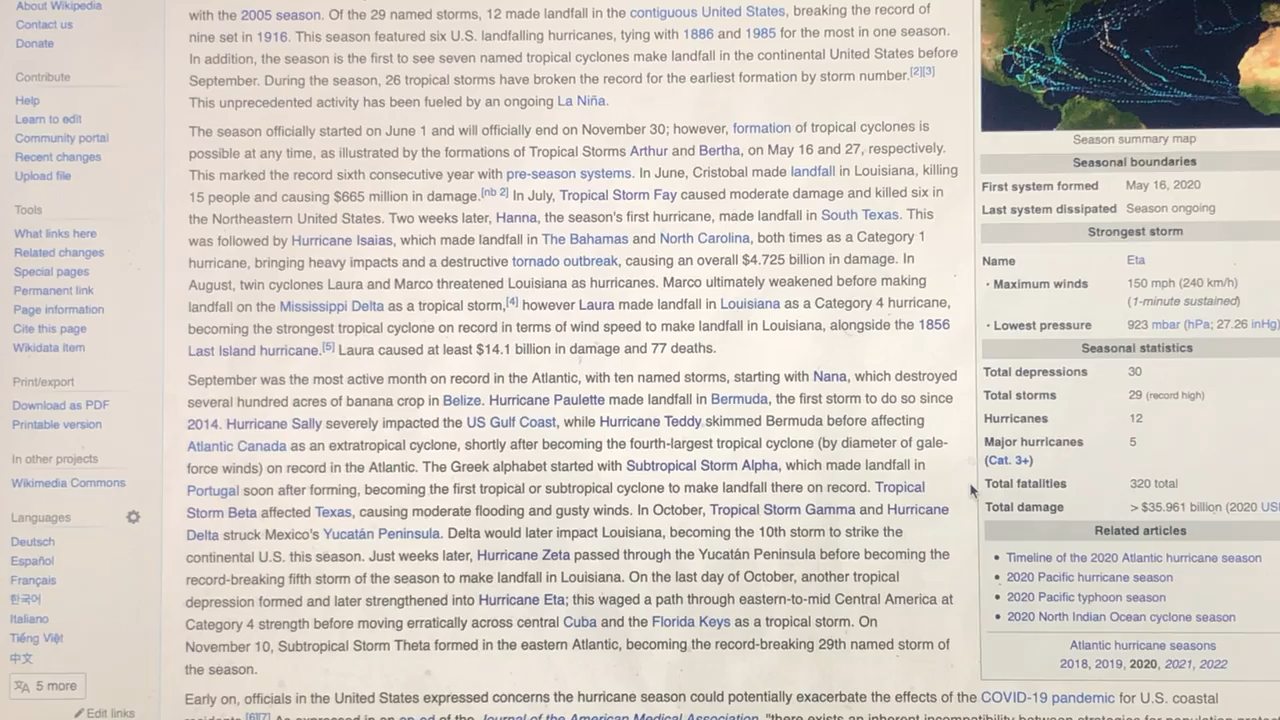 About Wikipedia
Contact us
Donate
Contribute
Help
Learn to edit
Community portal
Recent changes
Upload file
Tools
What links here
Related changes
Special pages
Permanent link
Page information
Cite this page
Wikidata item
Print/export
Download as PDF
Printable version
In other projects
Wikimedia Commons
Languages
Deutsch
Español
Français
한국어
Italiano
Tiếng Việt
中文
5 more
Edit links
with the 2005 season. Of the 29 named storms, 12 made landfall in the contiguous United States, breaking the record of
nine set in 1916. This season featured six U.S. landfalling hurricanes, tying with 1886 and 1985 for the most in one season.
In addition, the season is the first to see seven named tropical cyclones make landfall in the continental United States before
September. During the season, 26 tropical storms have broken the record for the earliest formation by storm number.[2][3]
This unprecedented activity has been fueled by an ongoing La Niña.
The season officially started on June 1 and will officially end on November 30; however, formation of tropical cyclones is
possible at any time, as illustrated by the formations of Tropical Storms Arthur and Bertha, on May 16 and 27, respectively.
This marked the record sixth consecutive year with pre-season systems. In June, Cristobal made landfall in Louisiana, killing
15 people and causing $665 million in damage.[nb 2] In July, Tropical Storm Fay caused moderate damage and killed six in
the Northeastern United States. Two weeks later, Hanna, the season's first hurricane, made landfall in South Texas. This
was followed by Hurricane Isaias, which made landfall in The Bahamas and North Carolina, both times as a Category 1
hurricane, bringing heavy impacts and a destructive tornado outbreak, causing an overall $4.725 billion in damage. In
August, twin cyclones Laura and Marco threatened Louisiana as hurricanes. Marco ultimately weakened before making
landfall on the Mississippi Delta as a tropical storm,[4] however Laura made landfall in Louisiana as a Category 4 hurricane,
becoming the strongest tropical cyclone on record in terms of wind speed to make landfall in Louisiana, alongside the 1856
Last Island hurricane.[5] Laura caused at least $14.1 billion in damage and 77 deaths.
September was the most active month on record in the Atlantic, with ten named storms, starting with Nana, which destroyed
several hundred acres of banana crop in Belize. Hurricane Paulette made landfall in Bermuda, the first storm to do so since
2014. Hurricane Sally severely impacted the US Gulf Coast, while Hurricane Teddy skimmed Bermuda before affecting
Atlantic Canada as an extratropical cyclone, shortly after becoming the fourth-largest tropical cyclone (by diameter of gale-
force winds) on record in the Atlantic. The Greek alphabet started with Subtropical Storm Alpha, which made landfall in
Portugal soon after forming, becoming the first tropical or subtropical cyclone to make landfall there on record. Tropical
Storm Beta affected Texas, causing moderate flooding and gusty winds. In October, Tropical Storm Gamma and Hurricane
Delta struck Mexico's Yucatán Peninsula. Delta would later impact Louisiana, becoming the 10th storm to strike the
continental U.S. this season. Just weeks later, Hurricane Zeta passed through the Yucatán Peninsula before becoming the
record-breaking fifth storm of the season to make landfall in Louisiana. On the last day of October, another tropical
depression formed and later strengthened into Hurricane Eta; this waged a path through eastern-to-mid Central America at
Category 4 strength before moving erratically across central Cuba and the Florida Keys as a tropical storm. On
November 10, Subtropical Storm Theta formed in the eastern Atlantic, becoming the record-breaking 29th named storm of
the season.
Early on, officials in the United States expressed concerns the hurricane season could potentially exacerbate the effects of the COVID-19 pandemic for U.S. coastal
Season summary map
Seasonal boundaries
First system formed May 16, 2020
Last system dissipated Season ongoing
Strongest storm
Name Eta
• Maximum winds 150 mph (240 km/h)
(1-minute sustained)
• Lowest pressure 923 mbar (hPa; 27.26 inHg)
Seasonal statistics
Total depressions 30
Total storms 29 (record high)
Hurricanes 12
Major hurricanes 5
(Cat. 3+)
Total fatalities 320 total
Total damage > $35.961 billion (2020 US
Related articles
• Timeline of the 2020 Atlantic hurricane season
• 2020 Pacific hurricane season
• 2020 Pacific typhoon season
• 2020 North Indian Ocean cyclone season
Atlantic hurricane seasons
2018, 2019, 2020, 2021, 2022